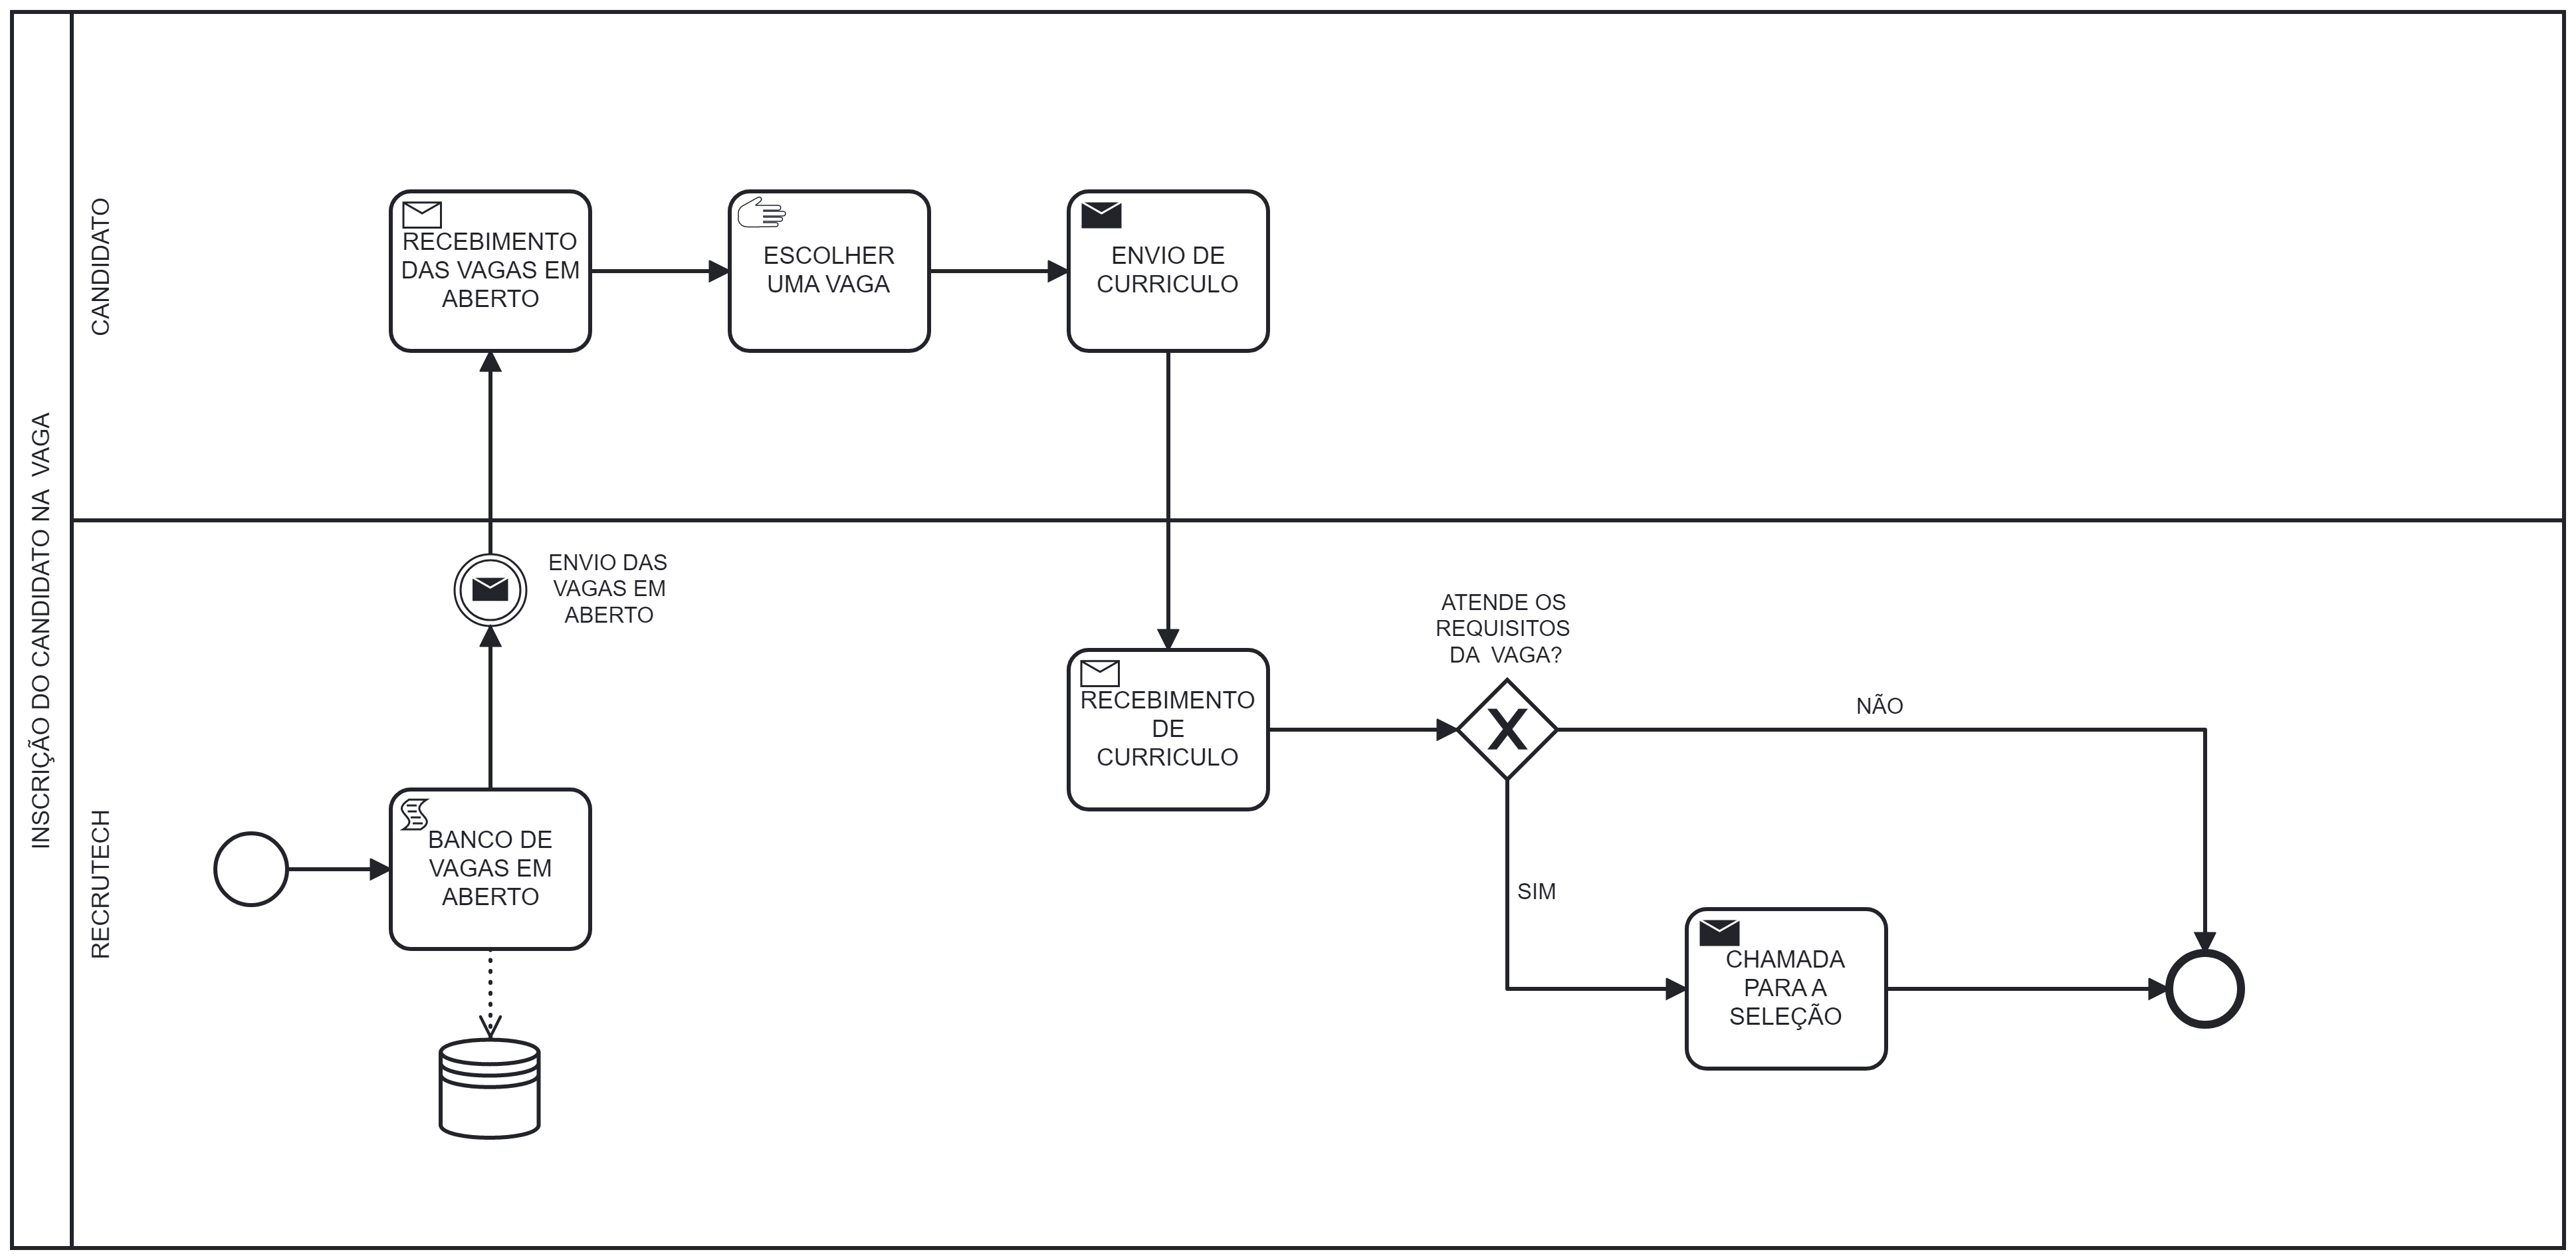 INSCRIÇÃO DO CANDIDATO NA VAGA
CANDIDATO
RECEBIMENTO
DAS VAGAS EM
ABERTO
ESCOLHER
UMA VAGA
ENVIO DE
CURRICULO
RECRUTECH
ENVIO DAS
VAGAS EM
ABERTO
BANCO DE
VAGAS EM
ABERTO
RECEBIMENTO
DE
CURRICULO
ATENDE OS
REQUISITOS
DA VAGA?
NÃO
SIM
CHAMADA
PARA A
SELEÇÃO